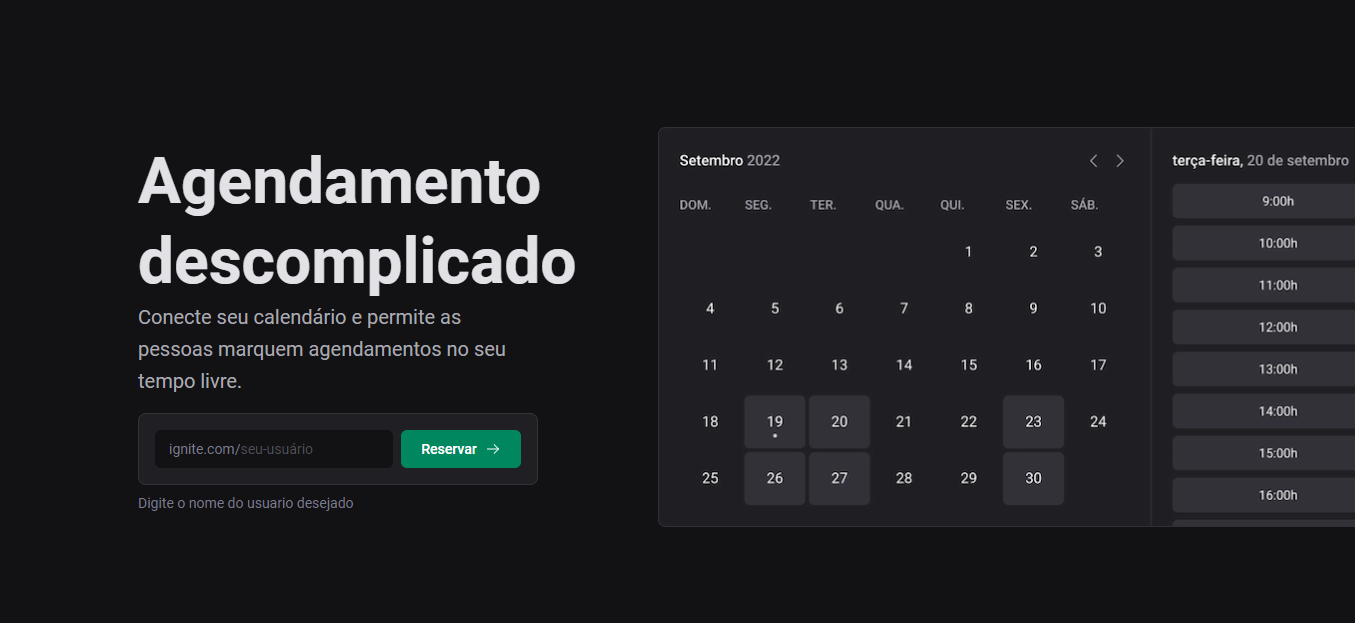 Agendamento
descomplicado
Conecte seu calendário e permite as
pessoas marquem agendamentos no seu
tempo livre.
ignite.com/seu-usuário
Reservar
Digite o nome do usuario desejado
Setembro 2022
DOM. SEG. TER. QUA. QUI. SEX. SÁB.
1 2 3
4 5 6 7 8 9 10
11 12 13 14 15 16 17
18 19 20 21 22 23 24
25 26 27 28 29 30
terça-feira, 20 de setembro
9:00h
10:00h
11:00h
12:00h
13:00h
14:00h
15:00h
16:00h